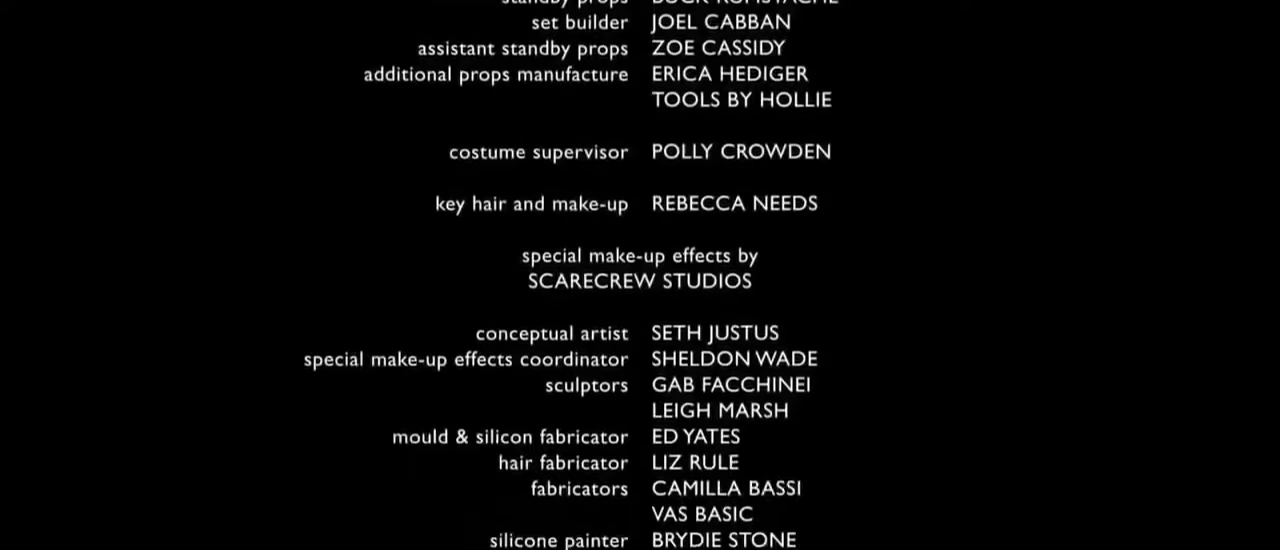 standby props
set builder JOEL CABBAN
assistant standby props ZOE CASSIDY
additional props manufacture ERICA HEDIGER
TOOLS BY HOLLIE
costume supervisor POLLY CROWDEN
key hair and make-up REBECCA NEEDS
special make-up effects by
SCARECREW STUDIOS
conceptual artist SETH JUSTUS
special make-up effects coordinator SHELDON WADE
sculptors GAB FACCHINEI
LEIGH MARSH
mould & silicon fabricator ED YATES
hair fabricator LIZ RULE
fabricators CAMILLA BASSI
VAS BASIC
silicone painter BRYDIE STONE